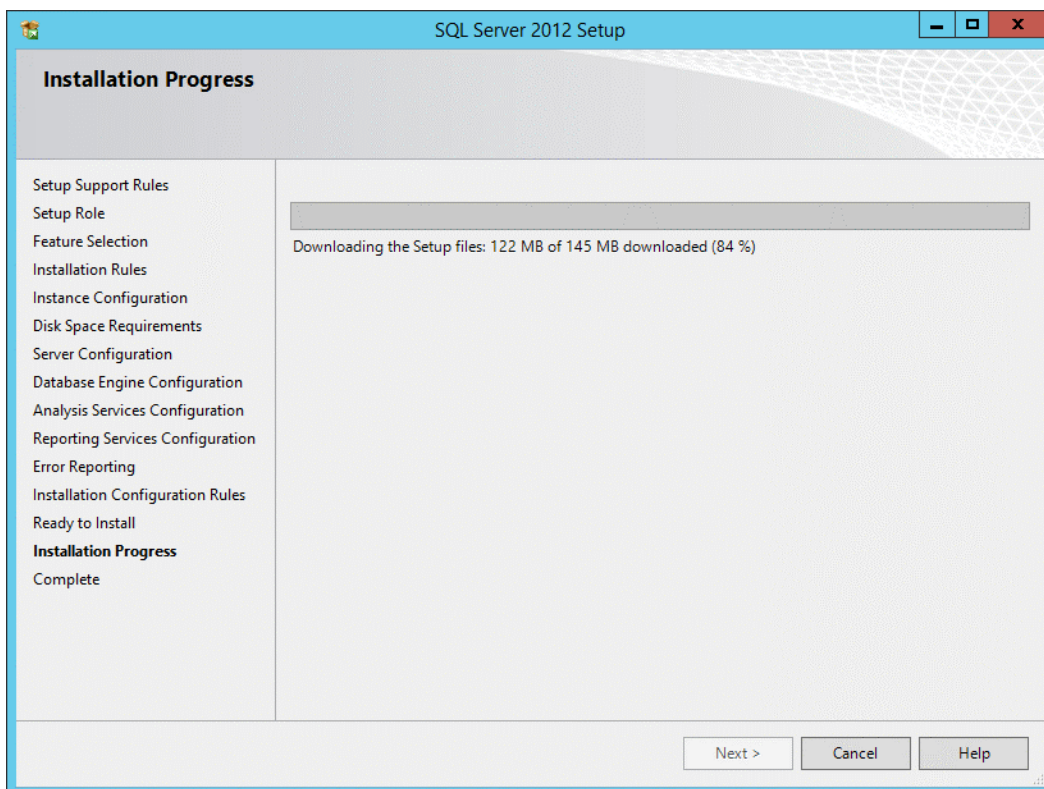 SQL Server 2012 Setup
Installation Progress
Setup Support Rules
Setup Role
Feature Selection
Installation Rules
Instance Configuration
Disk Space Requirements
Server Configuration
Database Engine Configuration
Analysis Services Configuration
Reporting Services Configuration
Error Reporting
Installation Configuration Rules
Ready to Install
Installation Progress
Complete
Downloading the Setup files: 122 MB of 145 MB downloaded (84 %)
Next >
Cancel
Help